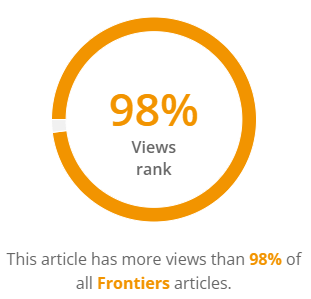 98%
Views
rank
This article has more views than 98% of
all Frontiers articles.